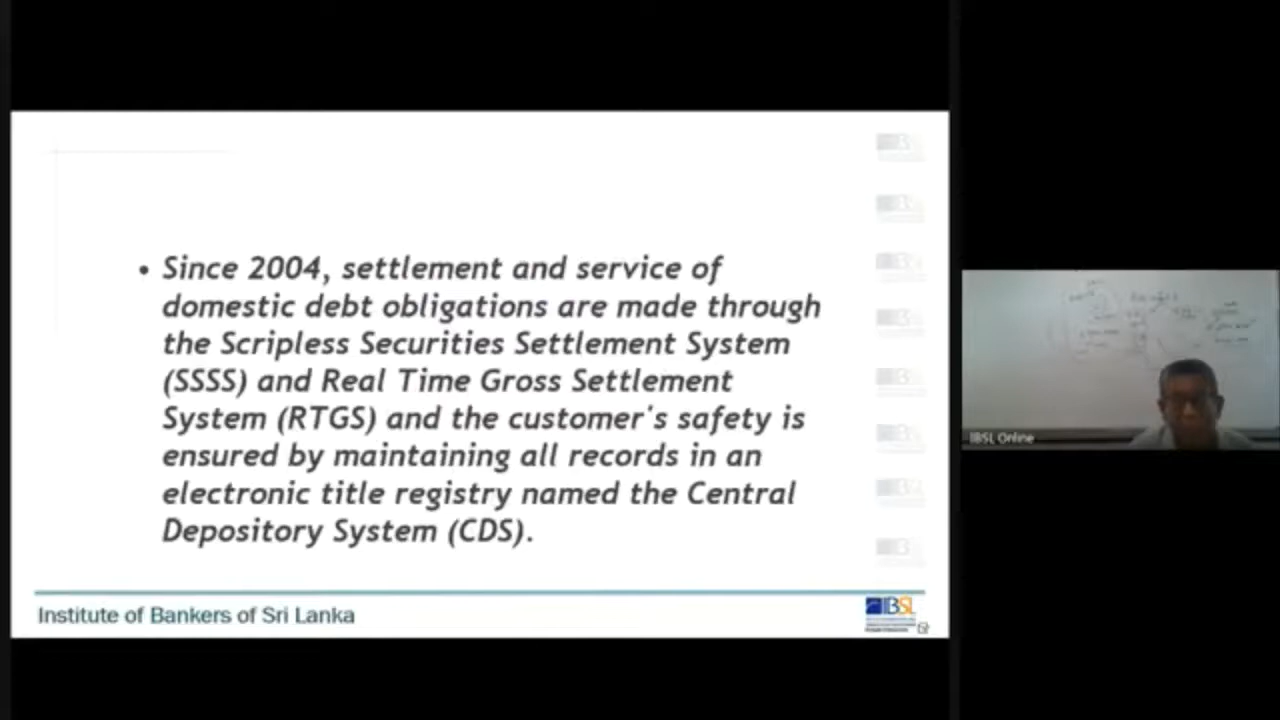 • Since 2004, settlement and service of
domestic debt obligations are made through
the Scripless Securities Settlement System
(SSSS) and Real Time Gross Settlement
System (RTGS) and the customer's safety is
ensured by maintaining all records in an
electronic title registry named the Central
Depository System (CDS).
Institute of Bankers of Sri Lanka
IBSL
IBSL Online